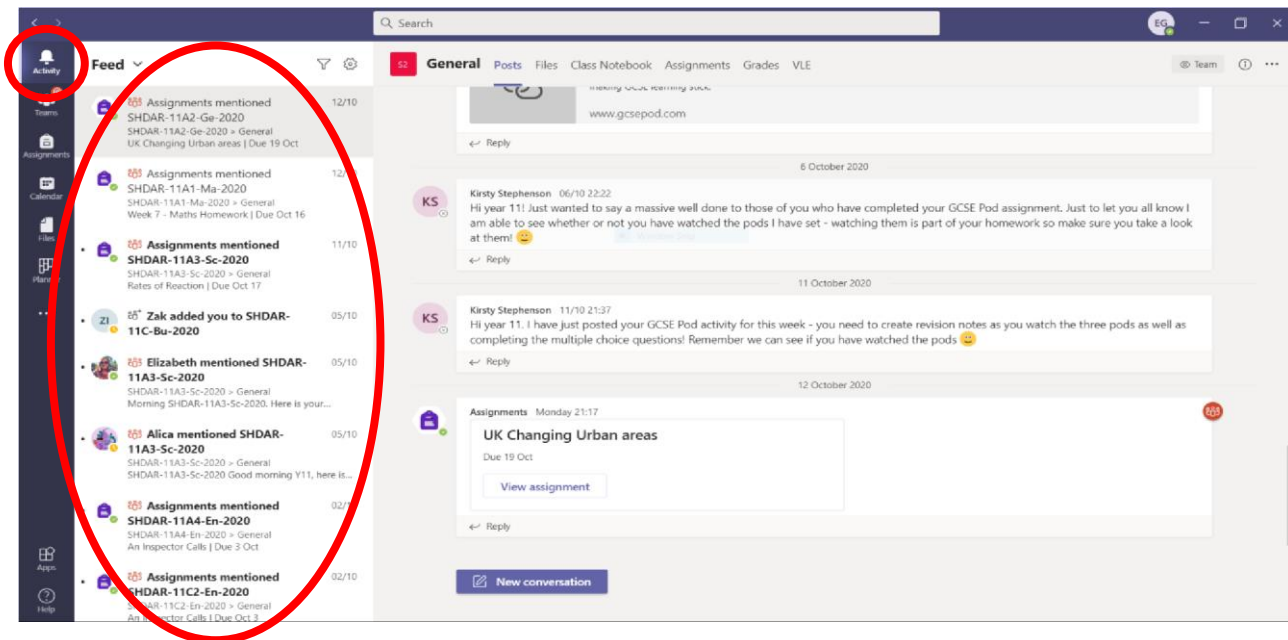 Search
EG
Activity
Teams
Assignments
Calendar
Files
Planner
Apps
Help
Feed
Assignments mentioned 12/10
SHDAR-11A2-Ge-2020
SHDAR-11A2-Ge-2020 > General
UK Changing Urban areas | Due 19 Oct
Assignments mentioned
SHDAR-11A1-Ma-2020
SHDAR-11A1-Ma-2020 > General
Week 7 - Maths Homework | Due Oct 16
Assignments mentioned 11/10
SHDAR-11A3-Sc-2020
SHDAR-11A3-Sc-2020 > General
Rates of Reaction | Due Oct 17
ZI
Zak added you to SHDAR- 05/10
11C-Bu-2020
Elizabeth mentioned SHDAR- 05/10
11A3-Sc-2020
SHDAR-11A3-Sc-2020 > General
Morning SHDAR-11A3-Sc-2020. Here is your...
Alica mentioned SHDAR- 05/10
11A3-Sc-2020
SHDAR-11A3-Sc-2020 > General
SHDAR-11A3-Sc-2020 Good morning Y11, here is...
Assignments mentioned 02/10
SHDAR-11A4-En-2020
SHDAR-11A4-En-2020 > General
An Inspector Calls | Due 3 Oct
Assignments mentioned 02/10
SHDAR-11C2-En-2020
SHDAR-11C2-En-2020 > General
An Inspector Calls | Due Oct 3
S2 General Posts Files Class Notebook Assignments Grades VLE
Team
making GCSE learning stick.
www.gcsepod.com
Reply
6 October 2020
KS
Kirsty Stephenson 06/10 22:22
Hi year 11! Just wanted to say a massive well done to those of you who have completed your GCSE Pod assignment. Just to let you all know I
am able to see whether or not you have watched the pods I have set - watching them is part of your homework so make sure you take a look
at them!
Reply
11 October 2020
KS
Kirsty Stephenson 11/10 21:37
Hi year 11. I have just posted your GCSE Pod activity for this week - you need to create revision notes as you watch the three pods as well as
completing the multiple choice questions! Remember we can see if you have watched the pods
Reply
12 October 2020
Assignments Monday 21:17
UK Changing Urban areas
Due 19 Oct
View assignment
Reply
New conversation